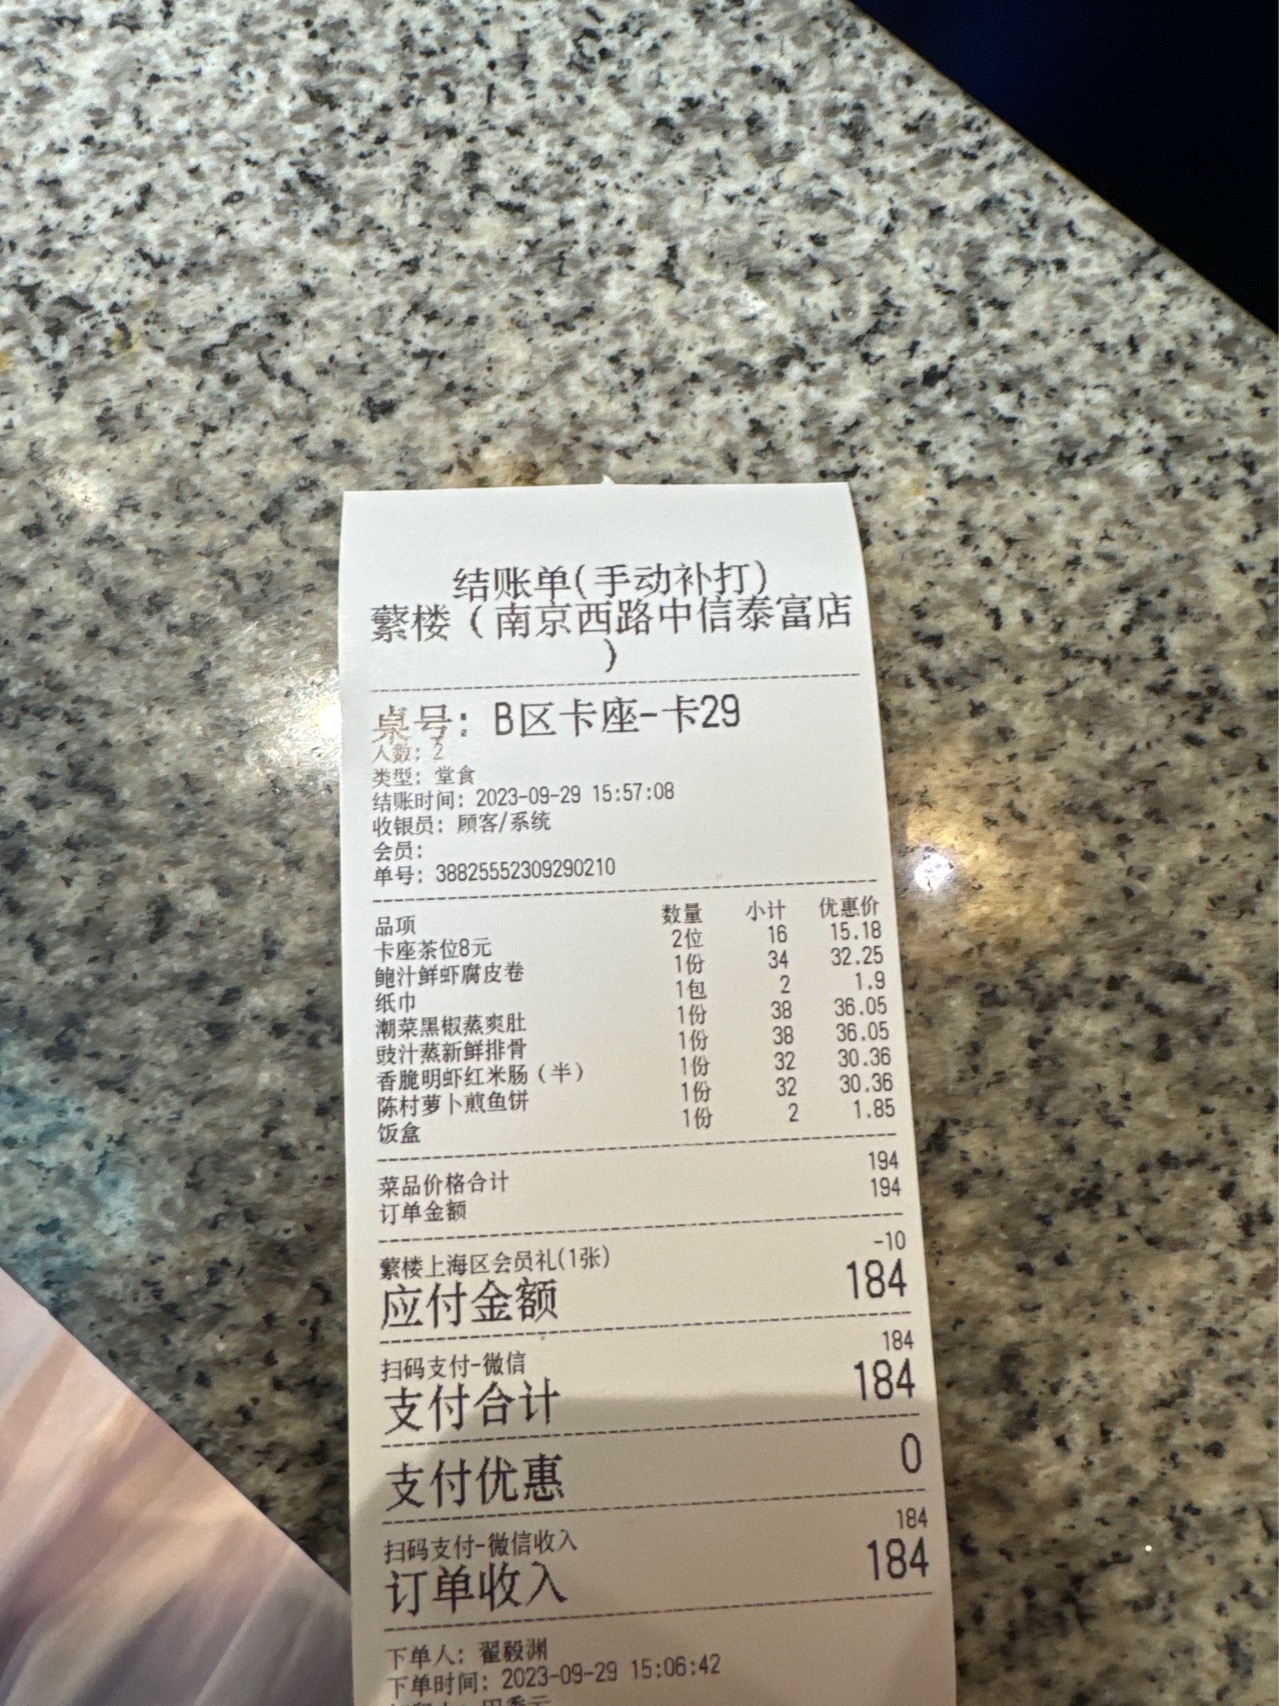 结账单(手动补打)
蘩楼（南京西路中信泰富店
）
桌号: B区卡座-卡29
人数: 2
类型: 堂食
结账时间: 2023-09-29 15:57:08
收银员: 顾客/系统
会员:
单号: 38825552309290210
品项 数量 小计 优惠价
卡座茶位8元 2位 16 15.18
鲍汁鲜虾腐皮卷 1份 34 32.25
纸巾 1包 2 1.9
潮菜黑椒蒸爽肚 1份 38 36.05
豉汁蒸新鲜排骨 1份 38 36.05
香脆明虾红米肠（半） 1份 32 30.36
陈村萝卜煎鱼饼 1份 32 30.36
饭盒 1份 2 1.85
菜品价格合计 194
订单金额 194
蘩楼上海区会员礼(1张) -10
应付金额 184
扫码支付-微信 184
支付合计 184
支付优惠 0
扫码支付-微信收入 184
订单收入 184
下单人: 翟毅渊
下单时间: 2023-09-29 15:06:42